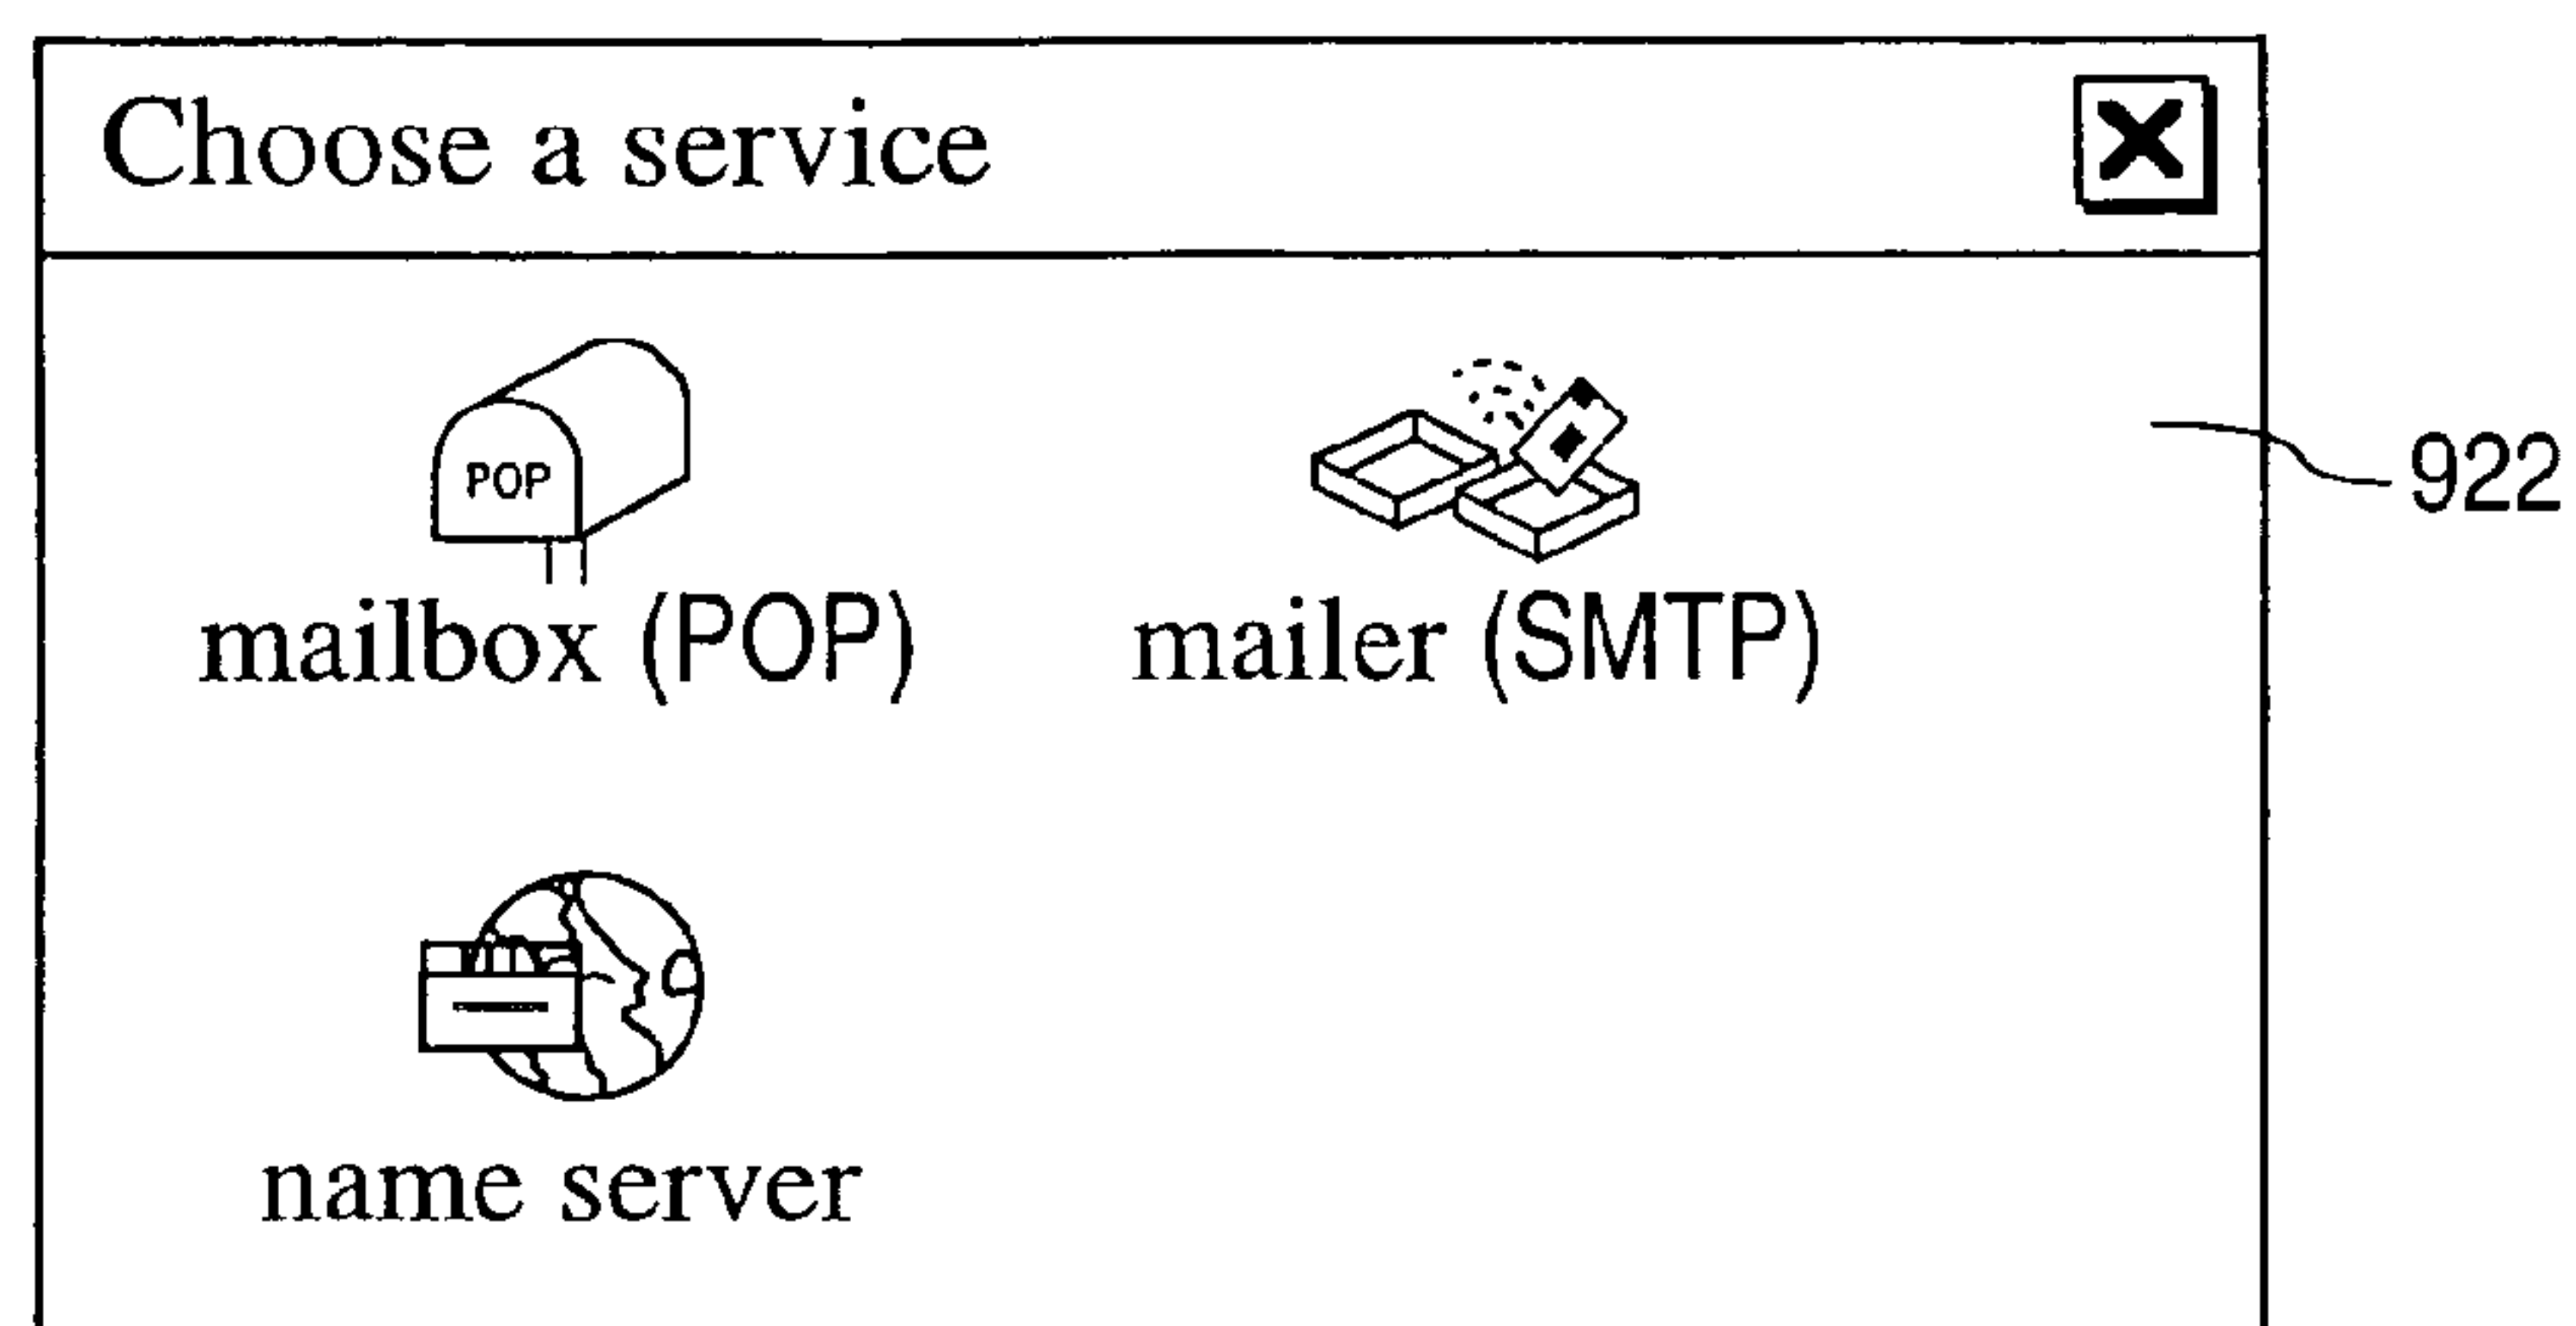 Choose a service
POP
922
mailbox (POP)
mailer (SMTP)
name server